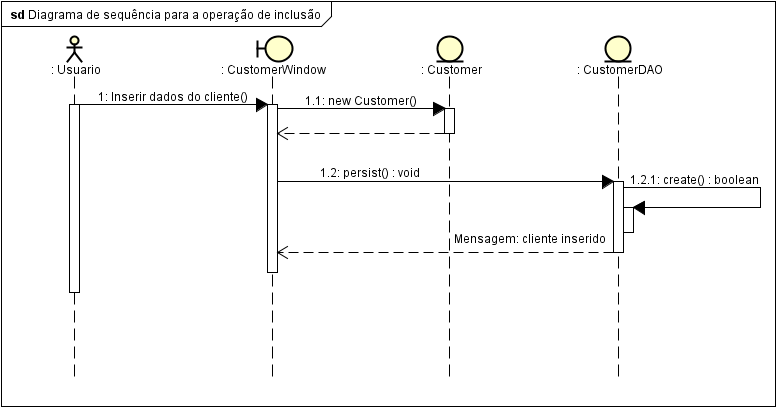 sd Diagrama de sequência para a operação de inclusão
: Usuario
: CustomerWindow
: Customer
: CustomerDAO
1: Inserir dados do cliente()
1.1: new Customer()
1.2: persist() : void
1.2.1: create() : boolean
Mensagem: cliente inserido